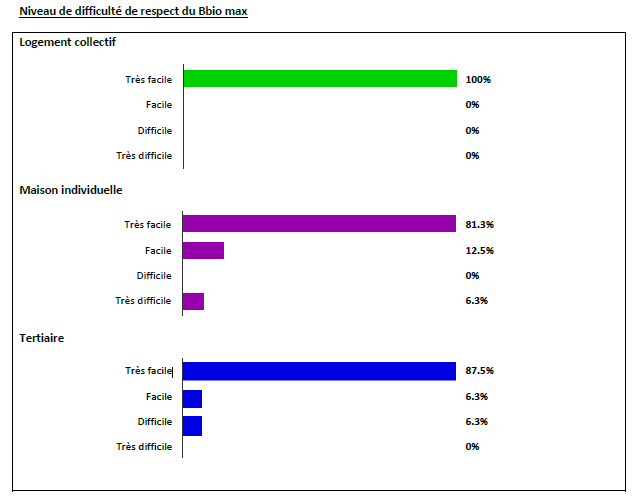 Niveau de difficulté de respect du Bbio max
Logement collectif
Très facile 100%
Facile 0%
Difficile 0%
Très difficile 0%
Maison individuelle
Très facile 81.3%
Facile 12.5%
Difficile 0%
Très difficile 6.3%
Tertiaire
Très facile 87.5%
Facile 6.3%
Difficile 6.3%
Très difficile 0%